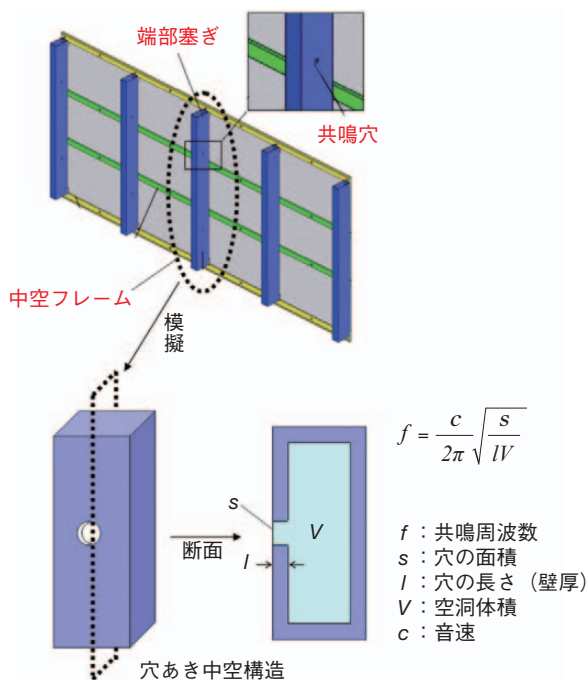 端部塞ぎ
共鳴穴
中空フレーム
模擬
s
V
l
断面
穴あき中空構造
f = c/2π √(s/lV)
f：共鳴周波数
s：穴の面積
l：穴の長さ（壁厚）
V：空洞体積
c：音速